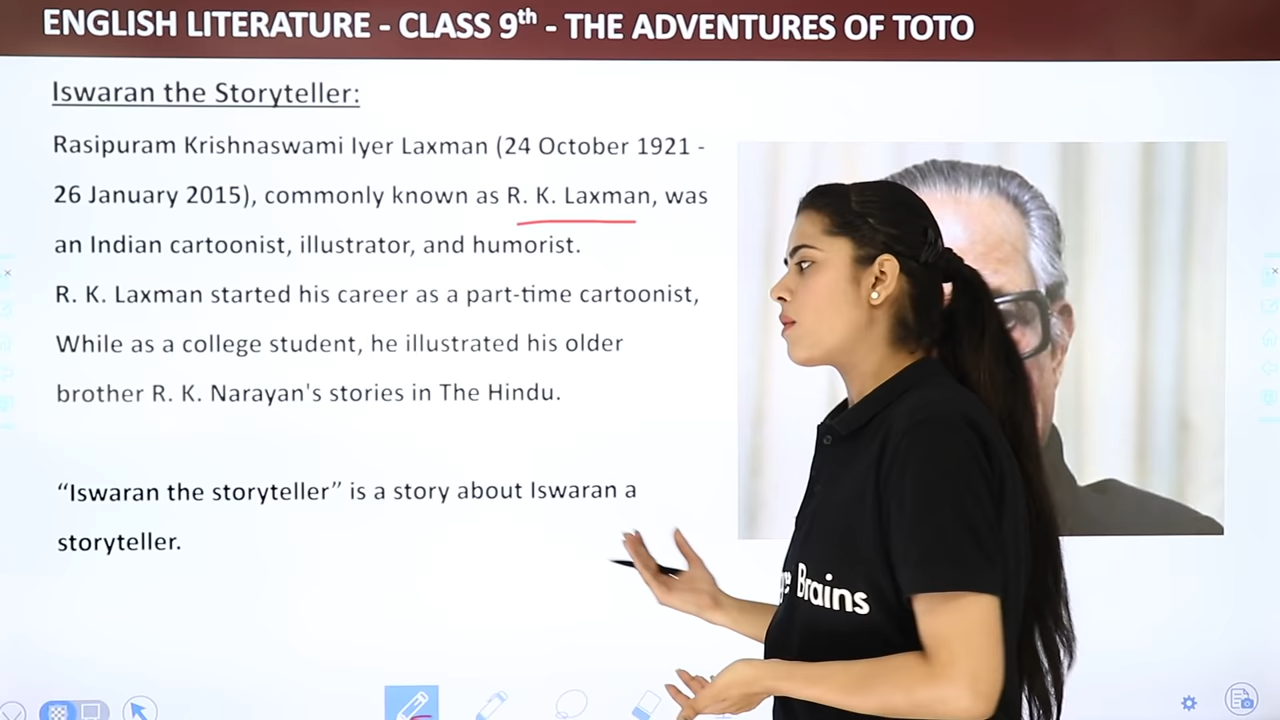 ENGLISH LITERATURE - CLASS 9th - THE ADVENTURES OF TOTO
Iswaran the Storyteller:
Rasipuram Krishnaswami Iyer Laxman (24 October 1921 -
26 January 2015), commonly known as R. K. Laxman, was
an Indian cartoonist, illustrator, and humorist.
R. K. Laxman started his career as a part-time cartoonist,
While as a college student, he illustrated his older
brother R. K. Narayan's stories in The Hindu.
“Iswaran the storyteller” is a story about Iswaran a
storyteller.
Brains